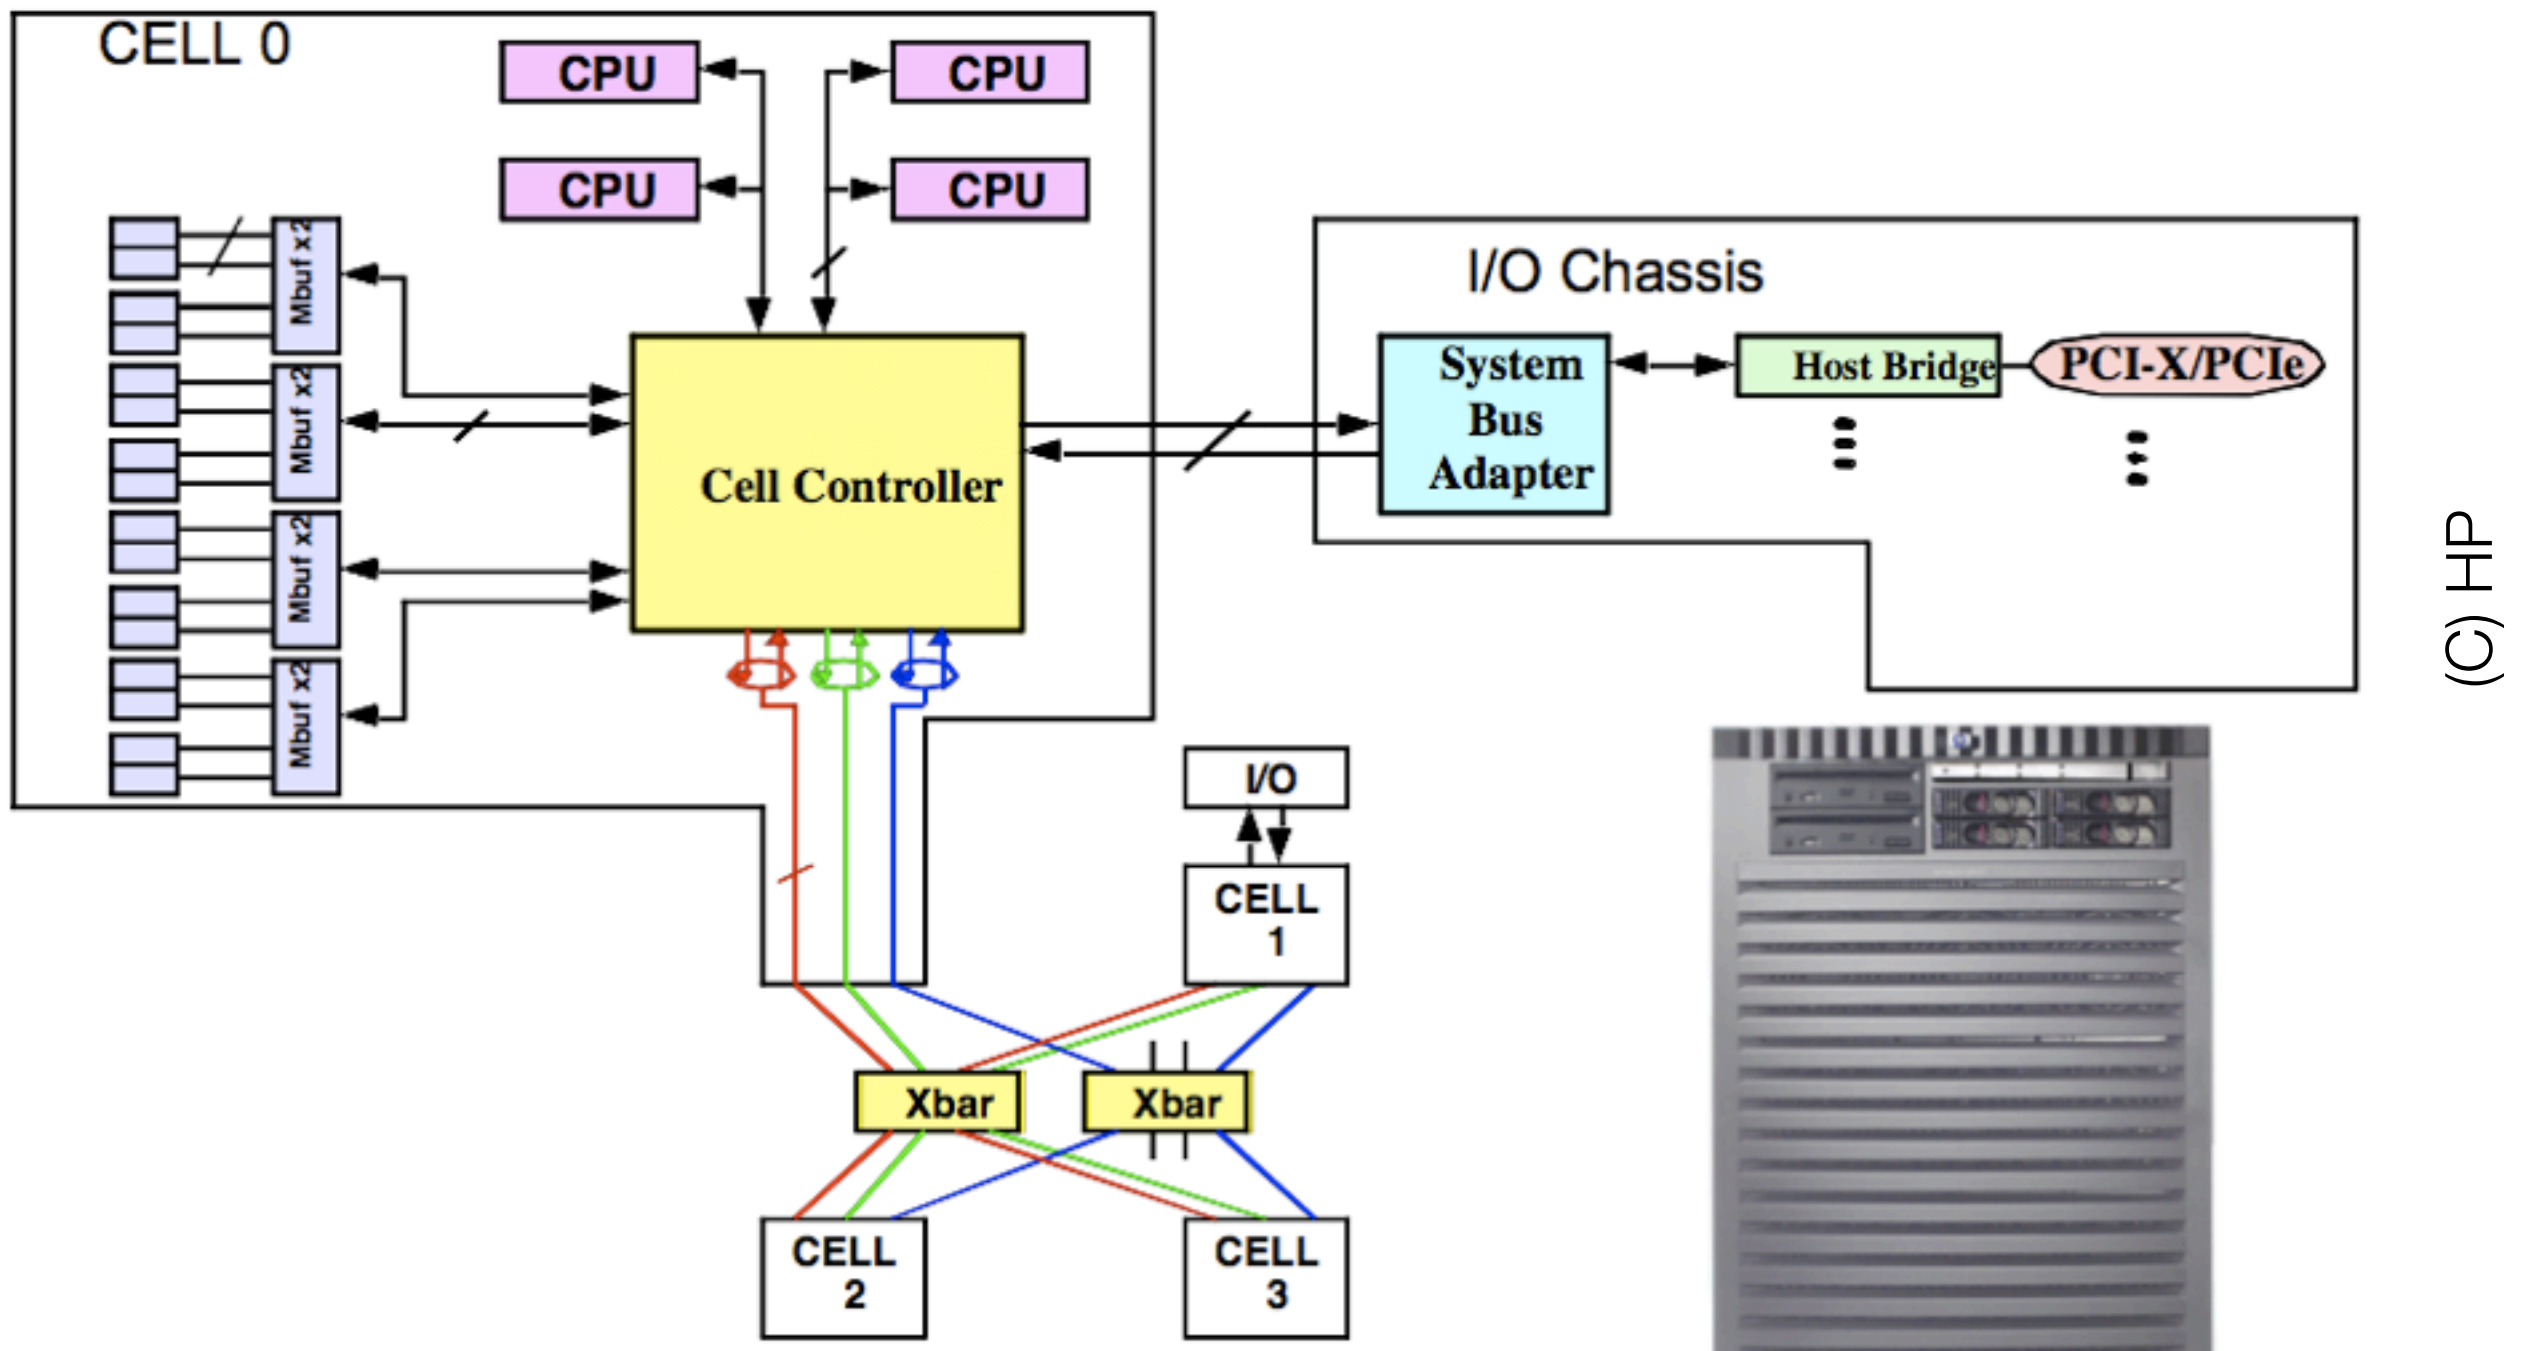 CELL 0
CPU
CPU
CPU
CPU
Mbuf x2
Mbuf x2
Mbuf x2
Mbuf x2
Cell Controller
I/O Chassis
System
Bus
Adapter
Host Bridge
PCI-X/PCIe
(C) HP
I/O
CELL
1
Xbar
Xbar
CELL
2
CELL
3